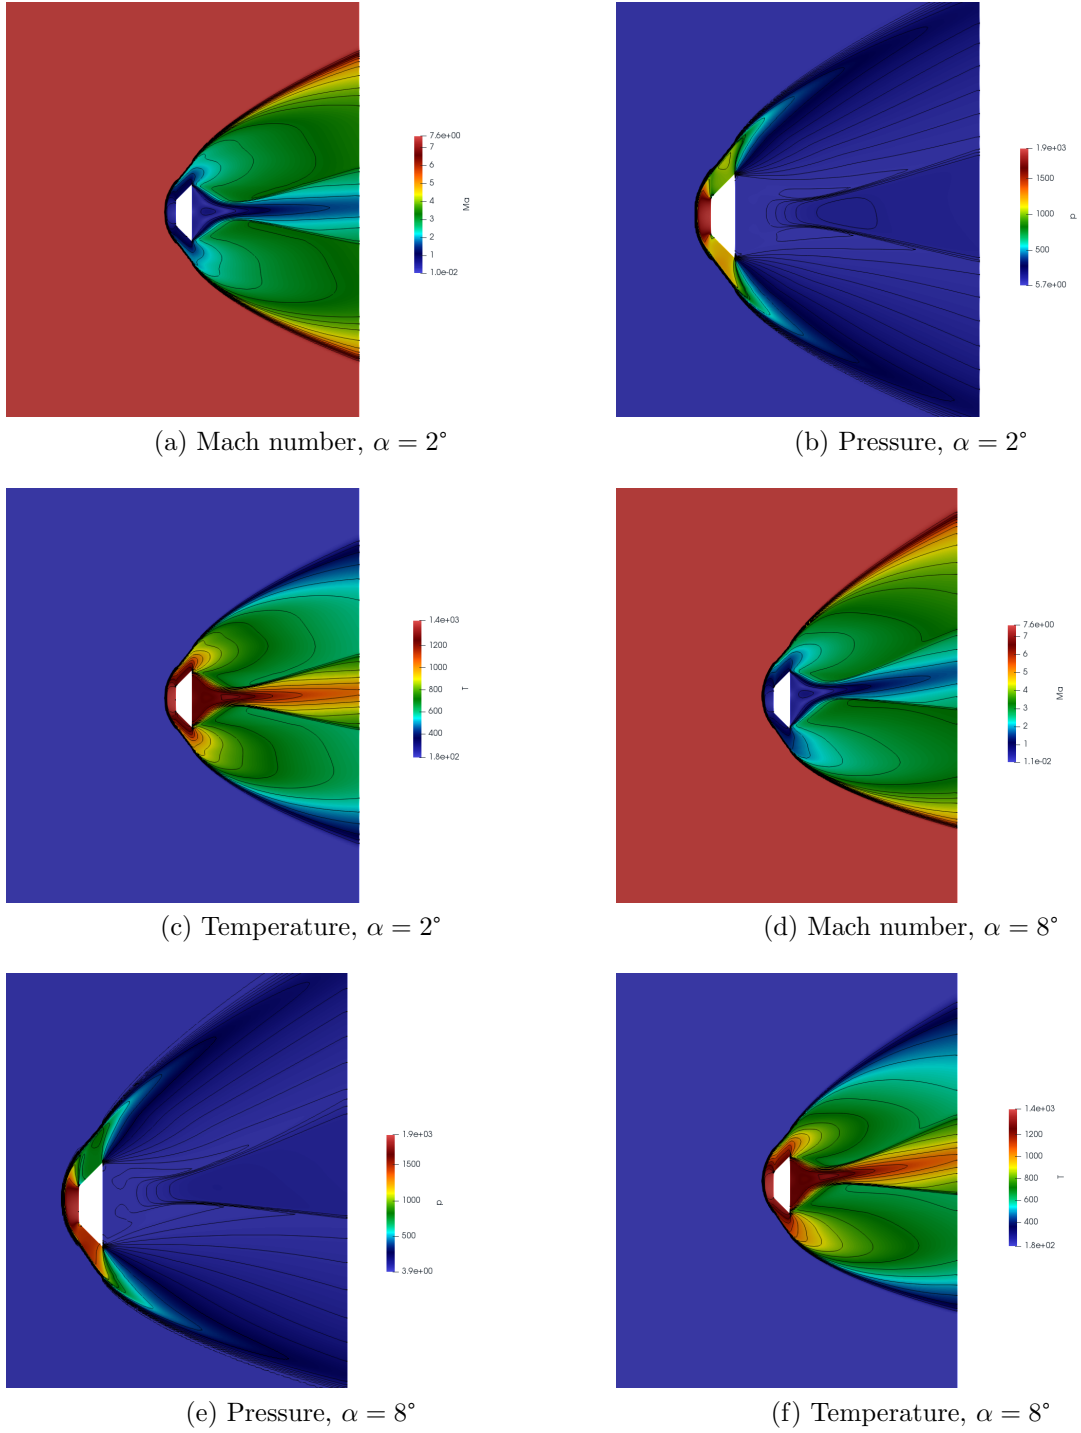 7.6e+00
7
6
5
4
3
2
1
1.0e-02
Ma
1.9e+03
1500
1000
500
5.7e+00
p
(a) Mach number, α = 2°
(b) Pressure, α = 2°
1.4e+03
1200
1000
800
600
400
1.8e+02
T
7.6e+00
7
6
5
4
3
2
1
1.1e-02
Ma
(c) Temperature, α = 2°
(d) Mach number, α = 8°
1.9e+03
1500
1000
500
3.9e+00
p
1.4e+03
1200
1000
800
600
400
1.8e+02
T
(e) Pressure, α = 8°
(f) Temperature, α = 8°